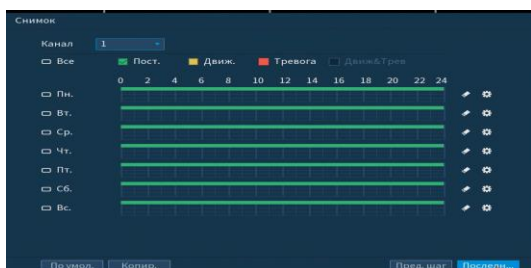 Снимок
Канал 1
Все Пост. Движ. Тревога Движ&Трев
0 2 4 6 8 10 12 14 16 18 20 22 24
Пн.
Вт.
Ср.
Чт.
Пт.
Сб.
Вс.
По умол. Копир. Пред. шаг Последн...